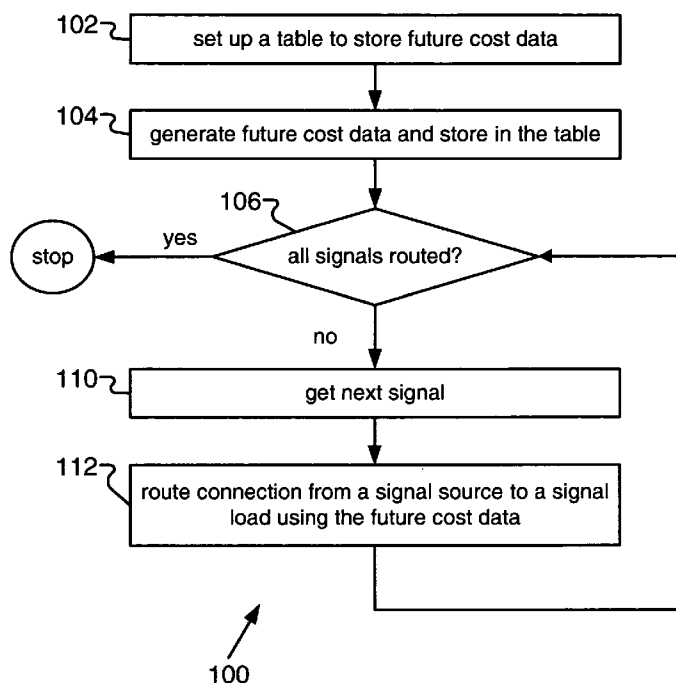 102
set up a table to store future cost data
104
generate future cost data and store in the table
106
yes
stop
all signals routed?
no
110
get next signal
112
route connection from a signal source to a signal
load using the future cost data
100